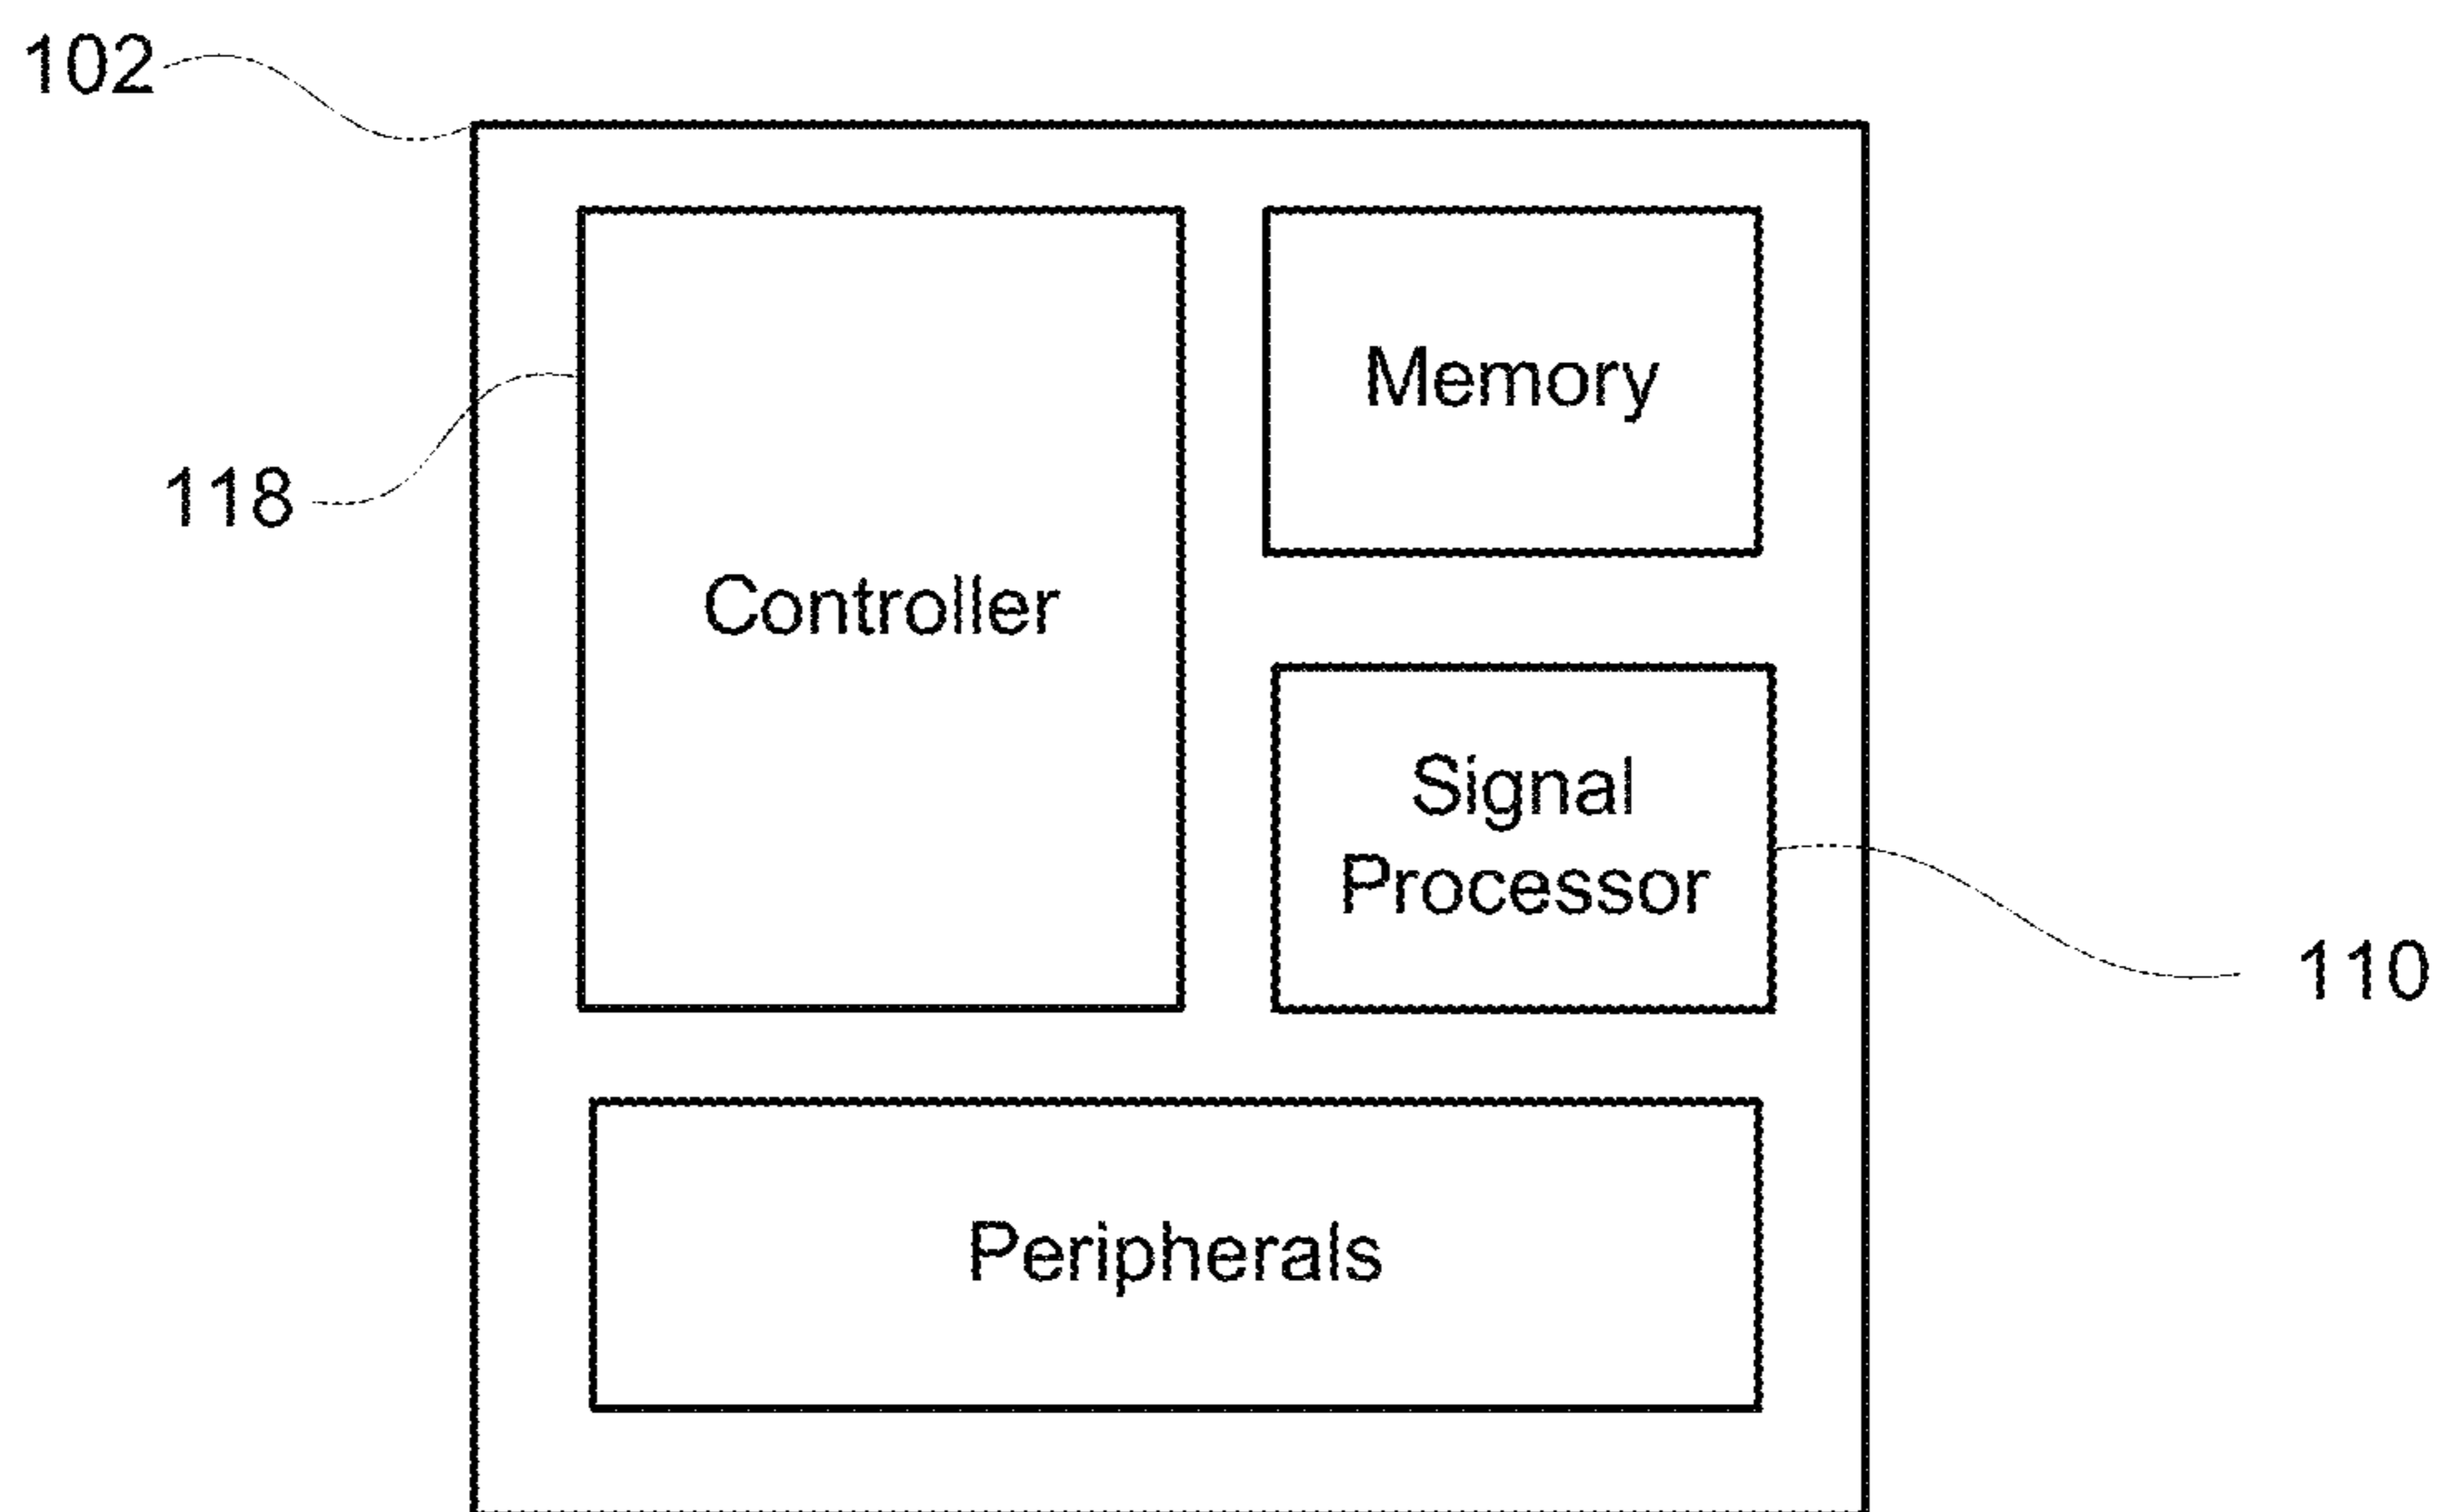 102
Memory
118
Controller
Signal
Processor
110
Peripherals